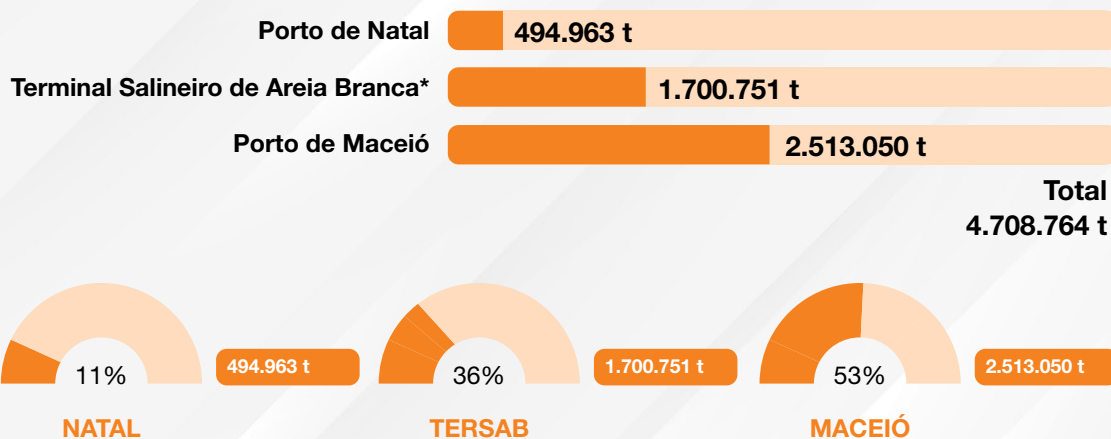 Porto de Natal
494.963 t
Terminal Salineiro de Areia Branca*
1.700.751 t
Porto de Maceió
2.513.050 t
Total
4.708.764 t
11%
494.963 t
36%
1.700.751 t
53%
2.513.050 t
NATAL
TERSAB
MACEIÓ